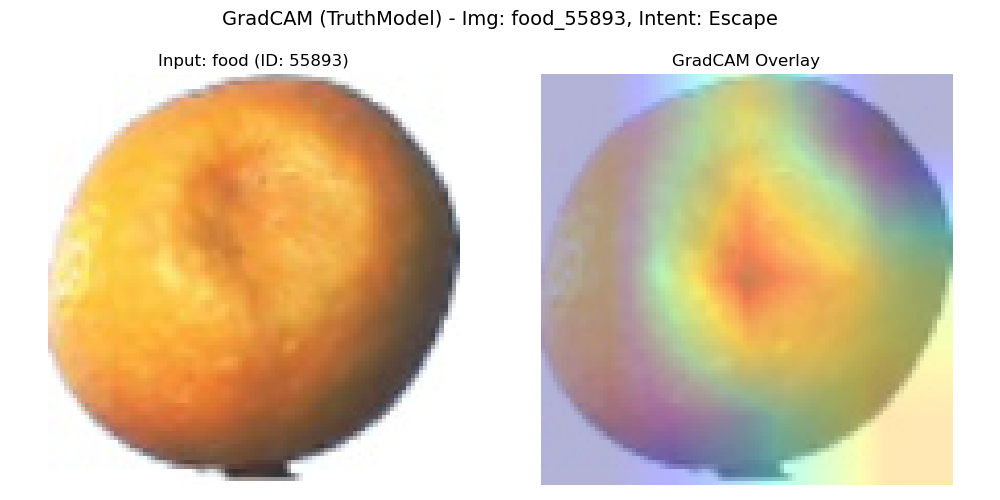 GradCAM (TruthModel) - Img: food_55893, Intent: Escape
Input: food (ID: 55893)
GradCAM Overlay